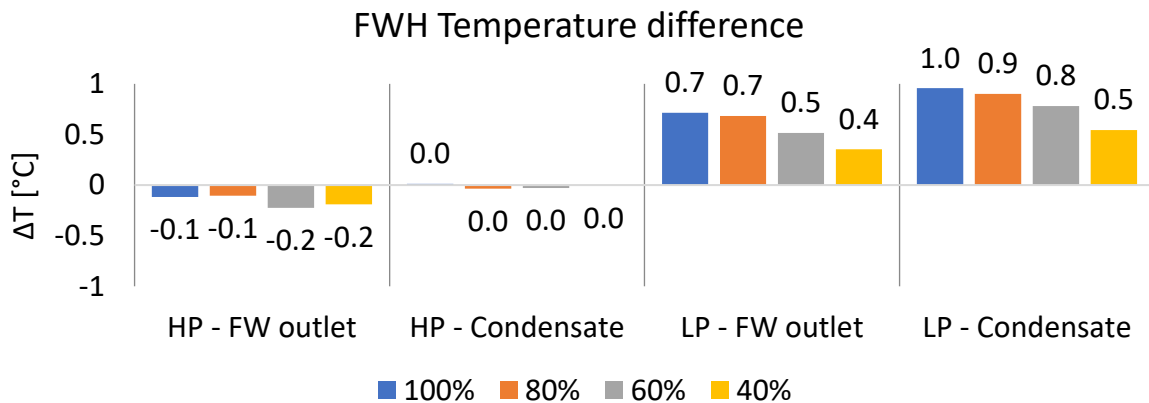 FWH Temperature difference
ΔT [°C]
1
0.5
0
-0.5
-1
-0.1 -0.1 -0.2 -0.2
0.0 0.0 0.0 0.0
0.7 0.7 0.5 0.4
1.0 0.9 0.8 0.5
HP - FW outlet HP - Condensate LP - FW outlet LP - Condensate
100% 80% 60% 40%